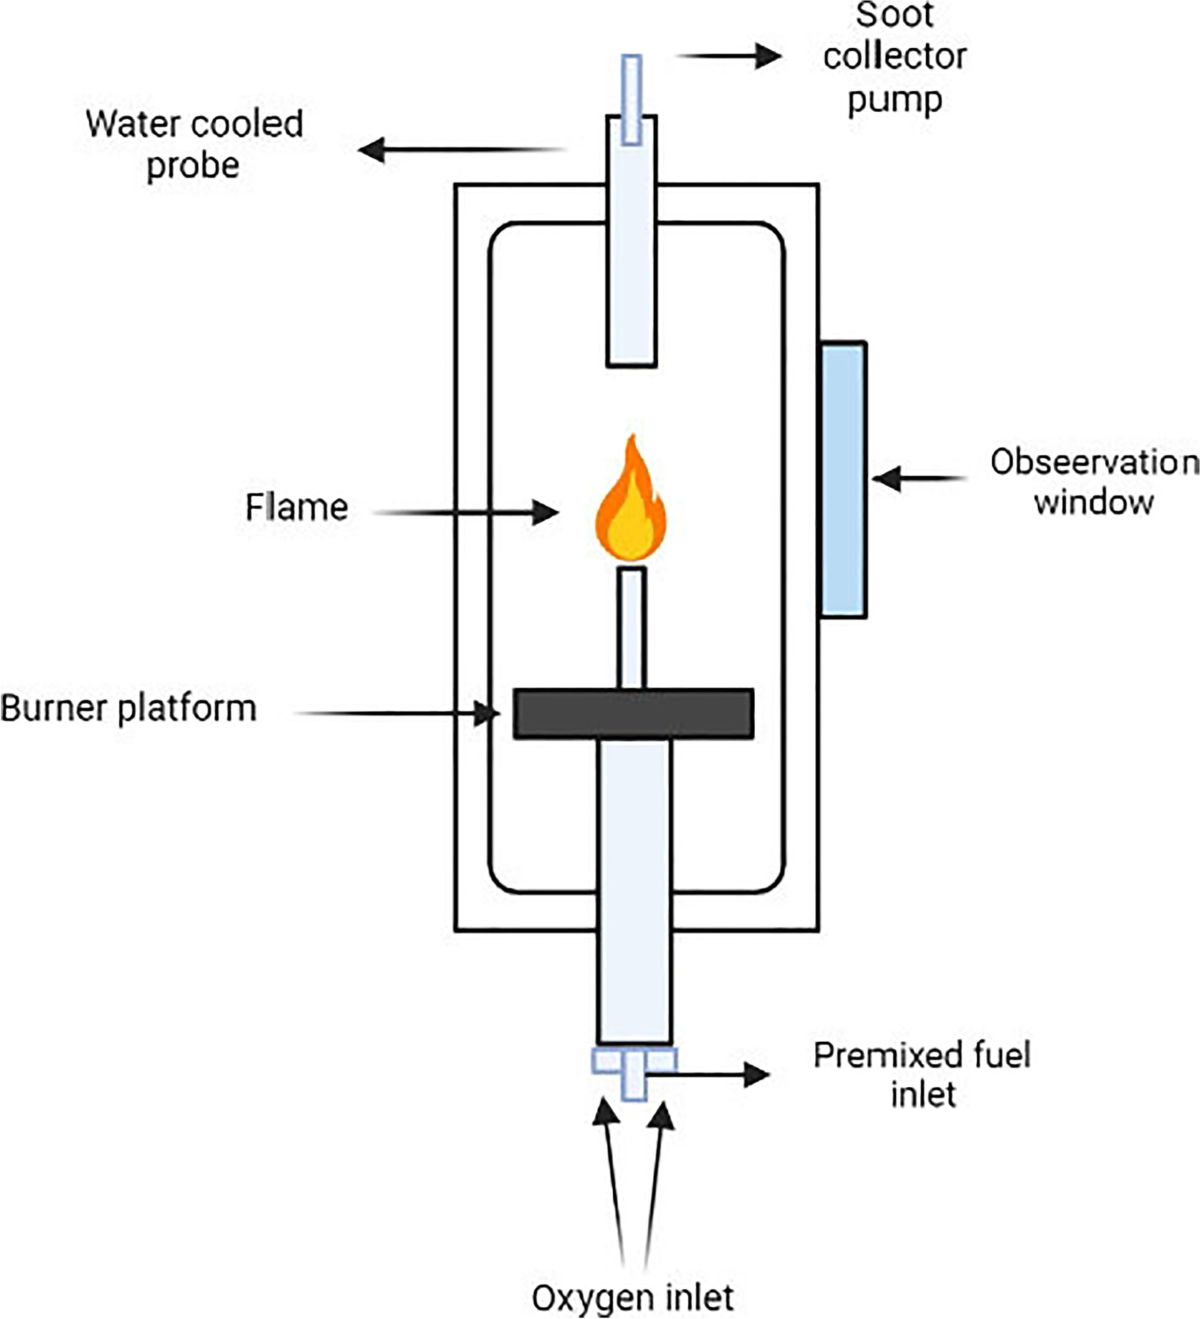 Soot
collector
pump
Water cooled
probe
Obseervation
window
Flame
Burner platform
Premixed fuel
inlet
Oxygen inlet